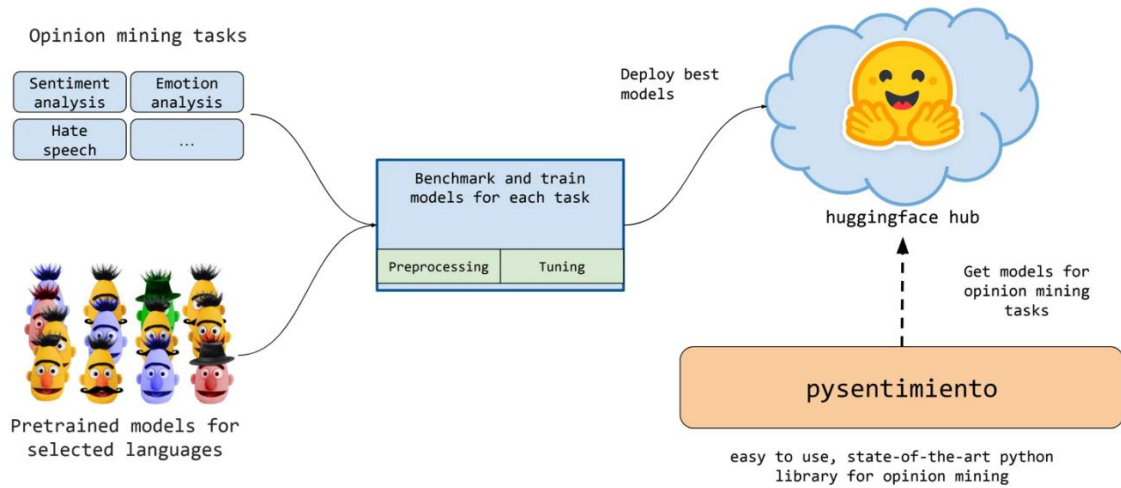 Opinion mining tasks
Sentiment
analysis
Emotion
analysis
Hate
speech
...
Pretrained models for
selected languages
Benchmark and train
models for each task
Preprocessing
Tuning
Deploy best
models
huggingface hub
Get models for
opinion mining
tasks
pysentimiento
easy to use, state-of-the-art python
library for opinion mining